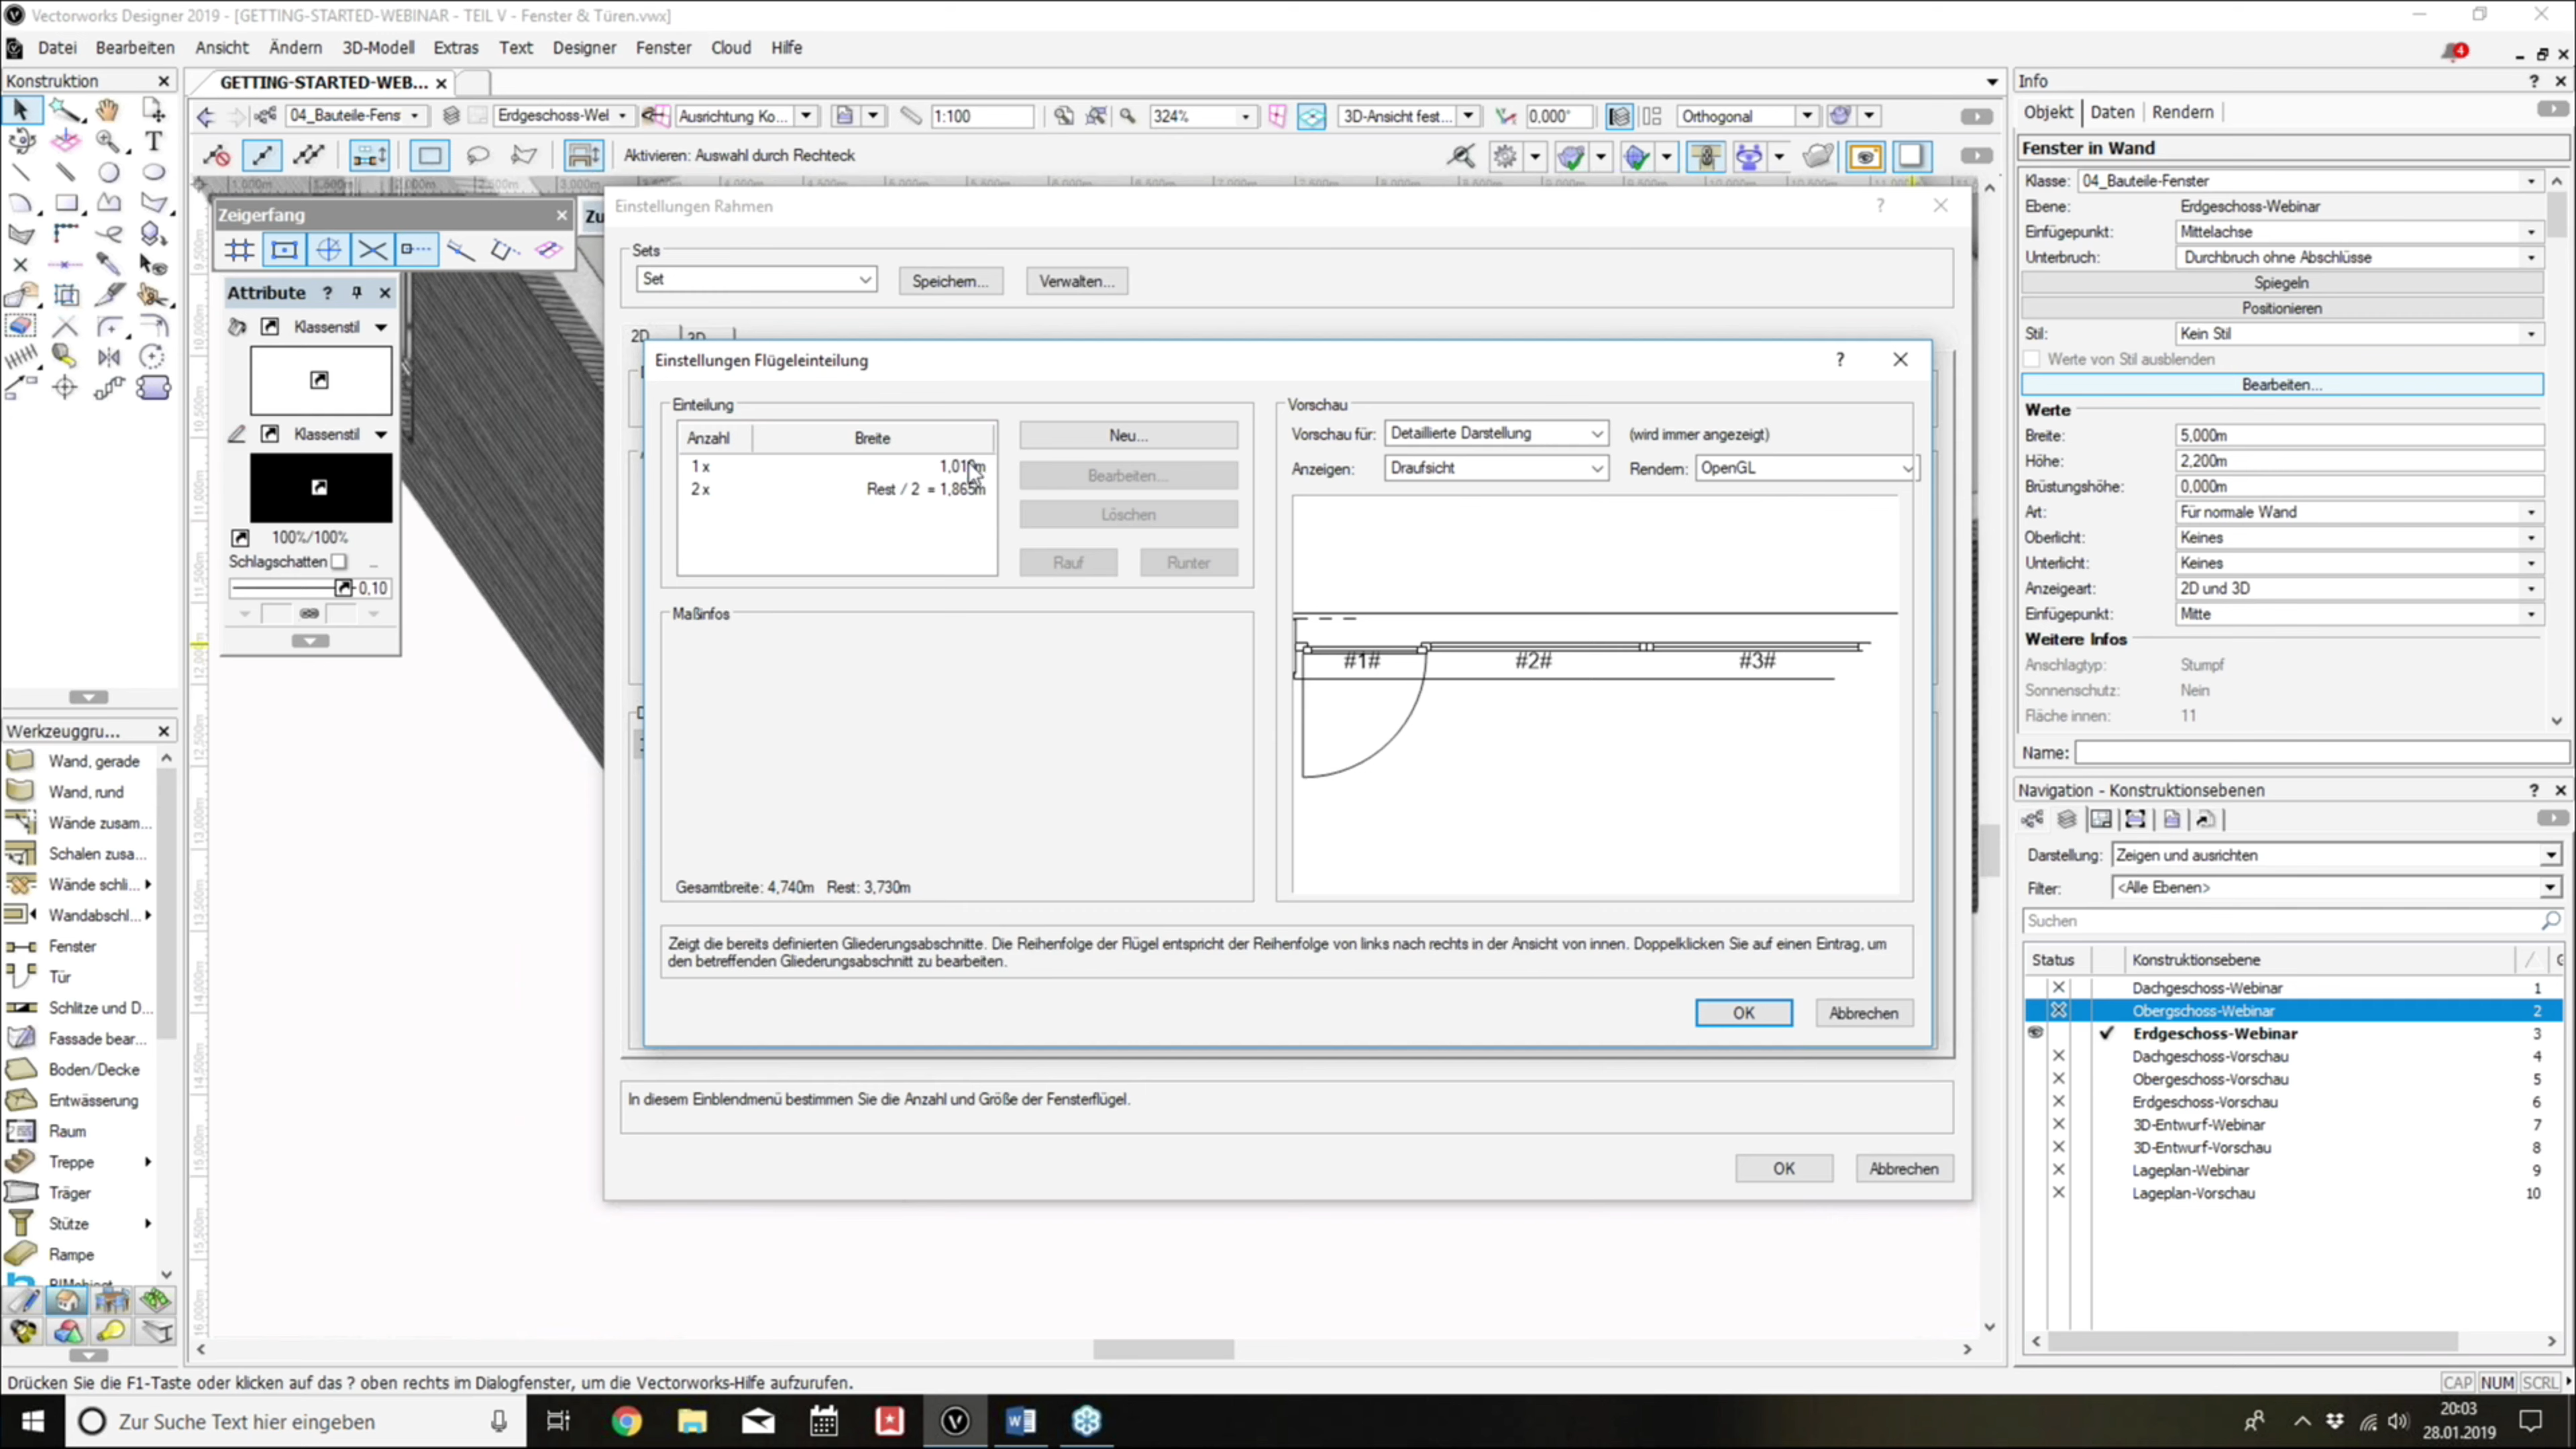 Vectorworks Designer 2019 - [GETTING-STARTED-WEBINAR - TEIL V - Fenster & Türen.vwx]
Datei Bearbeiten Ansicht Ändern 3D-Modell Extras Text Designer Fenster Cloud Hilfe
4
Konstruktion
GETTING-STARTED-WEB...
04_Bauteile-Fens
Erdgeschoss-Wel
Ausrichtung Ko...
1:100
324%
3D-Ansicht fest...
0,000°
Orthogonal
Aktivieren: Auswahl durch Rechteck
Zeigerfang
Zu
Attribute ?
Klassenstil
Klassenstil
100%/100%
Schlagschatten
0,10
Werkzeuggru...
Wand, gerade
Wand, rund
Wände zusam...
Schalen zusa...
Wände schli...
Wandabschl...
Fenster
Tür
Schlitze und D...
Fassade bear...
Boden/Decke
Entwässerung
Raum
Treppe
Träger
Stütze
Rampe
Einstellungen Rahmen
?
Sets
Set
Speichern...
Verwalten...
2D
3D
Einstellungen Flügeleinteilung
?
Einteilung
Anzahl Breite
1 x
2 x Rest / 2 = 1,865m
Neu...
Bearbeiten...
Löschen
Rauf
Runter
Maßinfos
Gesamtbreite: 4,740m Rest: 3,730m
Vorschau
Vorschau für: Detaillierte Darstellung (wird immer angezeigt)
Anzeigen: Draufsicht Rendern: OpenGL
#1# #2# #3#
Zeigt die bereits definierten Gliederungsabschnitte. Die Reihenfolge der Flügel entspricht der Reihenfolge von links nach rechts in der Ansicht von innen. Doppelklicken Sie auf einen Eintrag, um
den betreffenden Gliederungsabschnitt zu bearbeiten.
OK Abbrechen
In diesem Einblendmenü bestimmen Sie die Anzahl und Größe der Fensterflügel.
OK Abbrechen
Info
?
Objekt Daten Rendern
Fenster in Wand
Klasse: 04_Bauteile-Fenster
Ebene: Erdgeschoss-Webinar
Einfügepunkt: Mittelachse
Unterbruch: Durchbruch ohne Abschlüsse
Spiegeln
Positionieren
Stil: Kein Stil
Werte von Stil ausblenden
Bearbeiten...
Werte
Breite: 5,000m
Höhe: 2,200m
Brüstungshöhe: 0,000m
Art: Für normale Wand
Oberlicht: Keines
Unterlicht: Keines
Anzeigeart: 2D und 3D
Einfügepunkt: Mitte
Weitere Infos
Anschlagtyp: Stumpf
Sonnenschutz: Nein
Fläche innen: 11
Name:
Navigation - Konstruktionsebenen
?
Darstellung: Zeigen und ausrichten
Filter: <Alle Ebenen>
Suchen
Status Konstruktionsebene
Dachgeschoss-Webinar 1
Obergschoss-Webinar 2
Erdgeschoss-Webinar 3
Dachgeschoss-Vorschau 4
Obergeschoss-Vorschau 5
Erdgeschoss-Vorschau 6
3D-Entwurf-Webinar 7
3D-Entwurf-Vorschau 8
Lageplan-Webinar 9
Lageplan-Vorschau 10
Drücken Sie die F1-Taste oder klicken auf das ? oben rechts im Dialogfenster, um die Vectorworks-Hilfe aufzurufen.
CAP NUM SCRL
Zur Suche Text hier eingeben
20:03
28.01.2019